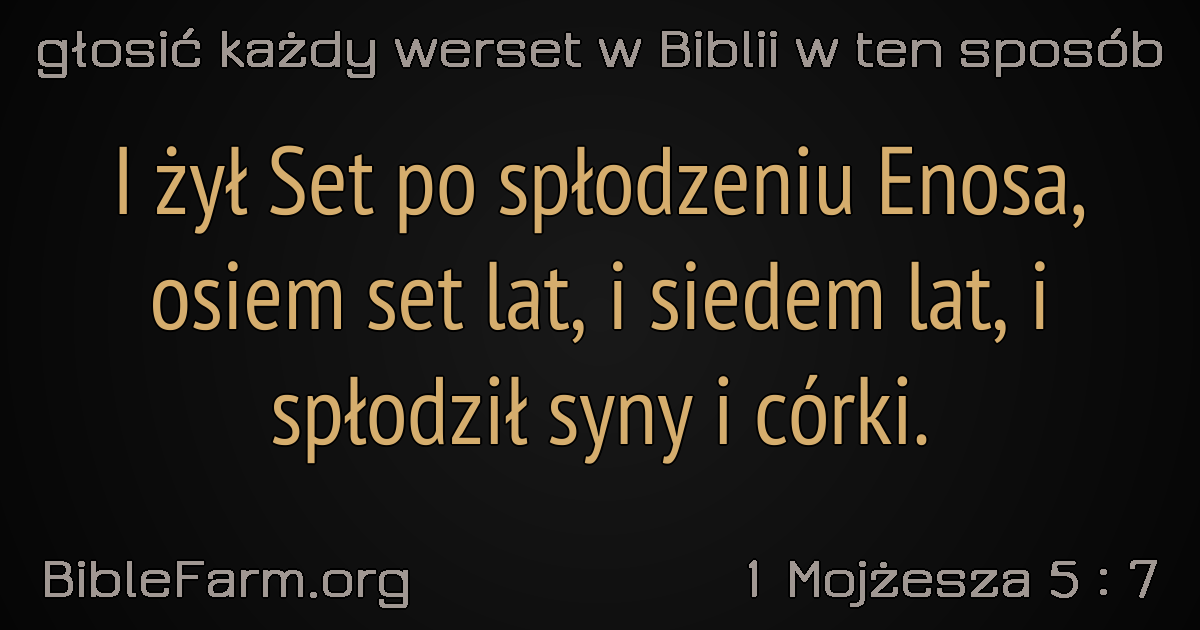 głosić każdy werset w Biblii w ten sposób
I żył Set po spłodzeniu Enosa,
osiem set lat, i siedem lat, i
spłodził syny i córki.
BibleFarm.org
1 Mojżesza 5 : 7